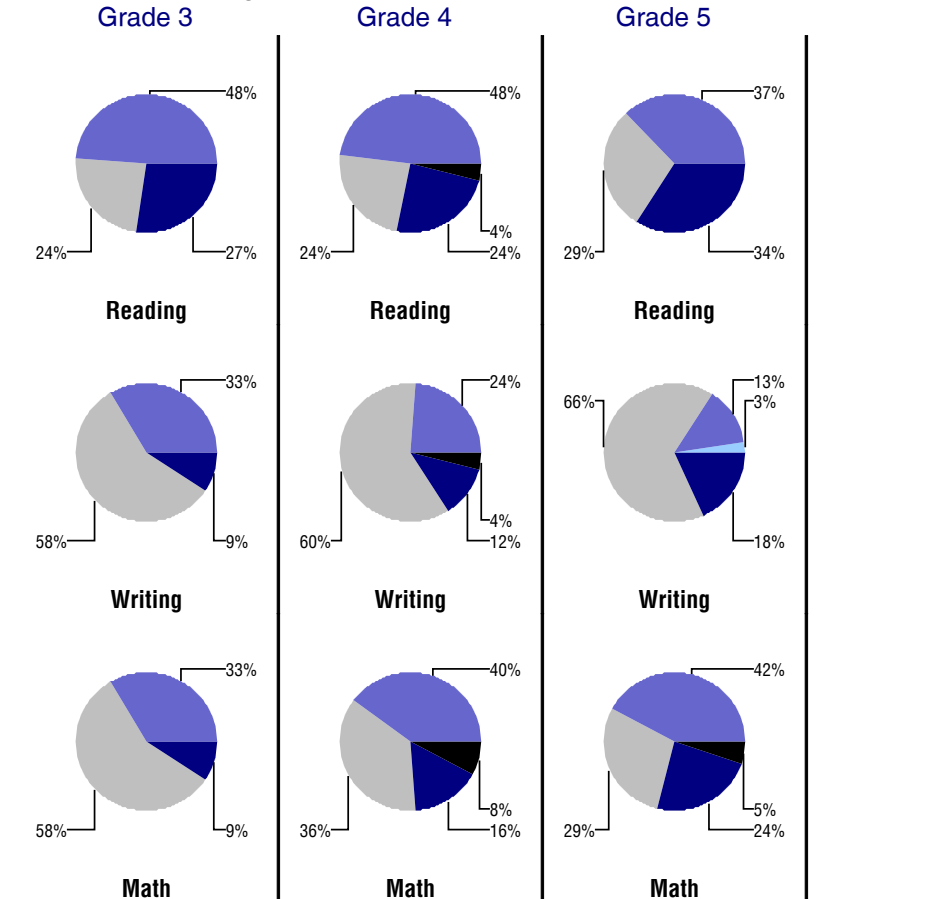 Grade 3 Grade 4 Grade 5
48% 48% 37%
4%
24% 27% 24% 24% 29% 34%
Reading Reading Reading
33% 24% 13%
66% 3%
4%
58% 9% 60% 12% 18%
Writing Writing Writing
33% 40% 42%
8% 5%
58% 9% 36% 16% 29% 24%
Math Math Math